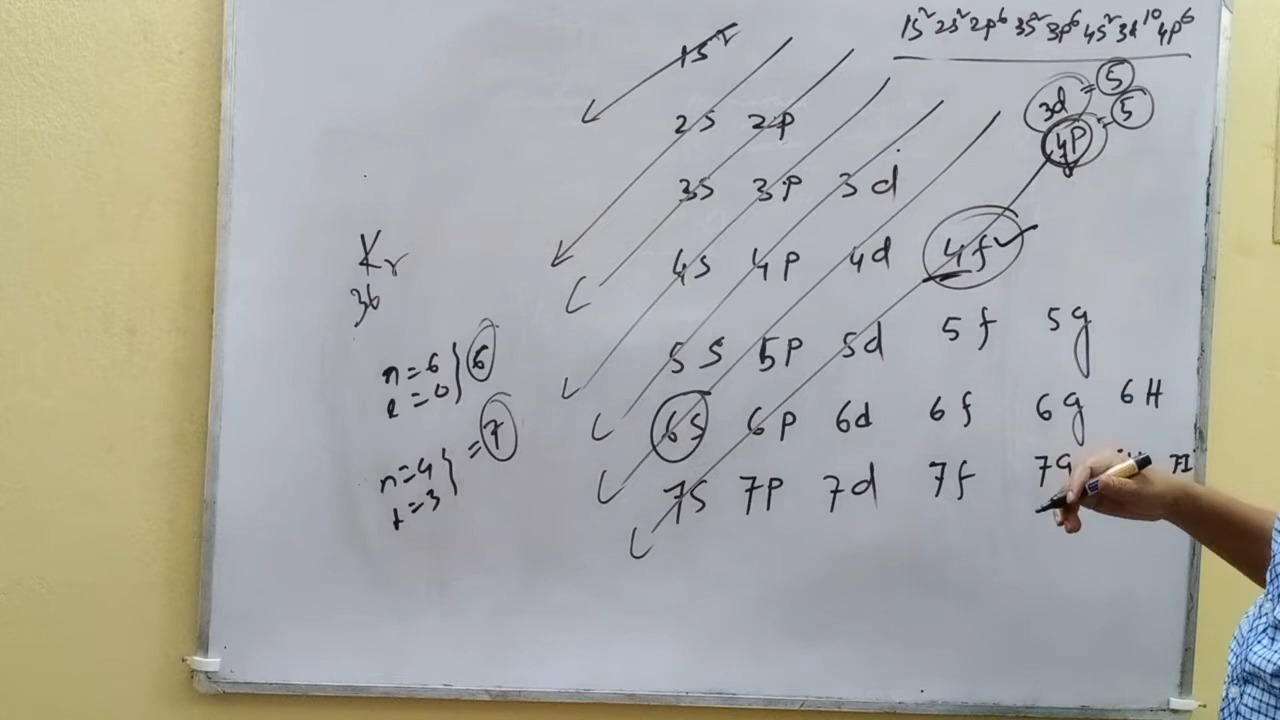 1s² 2s² 2p⁶ 3s² 3p⁶ 4s² 3d¹⁰ 4p⁶
1s²
3d = 5
4p = 5
2s 2p
3s 3p 3d
4s 4p 4d 4f
Kr
36
5s 5p 5d 5f 5g
n=6
l=0 } 6
6s 6p 6d 6f 6g 6H
n=4
l=3 } = 7
7s 7p 7d 7f 7g 7I